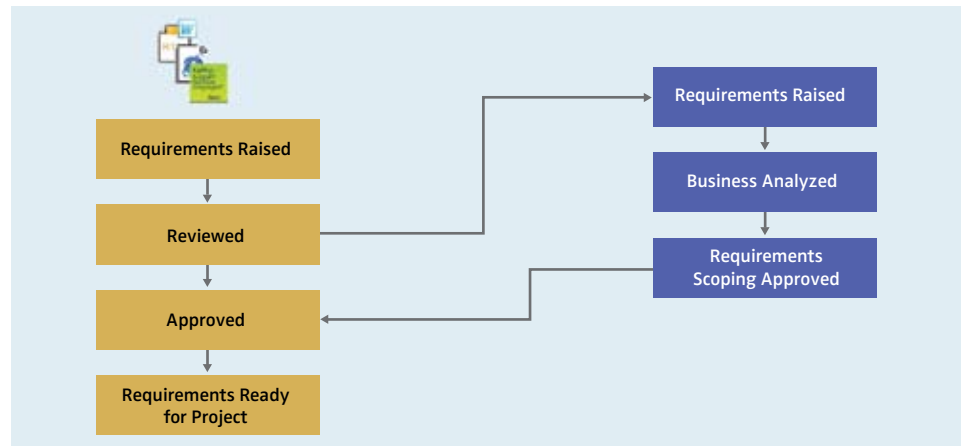 W
Requirements Raised
Reviewed
Approved
Requirements Ready
for Project
Requirements Raised
Business Analyzed
Requirements
Scoping Approved